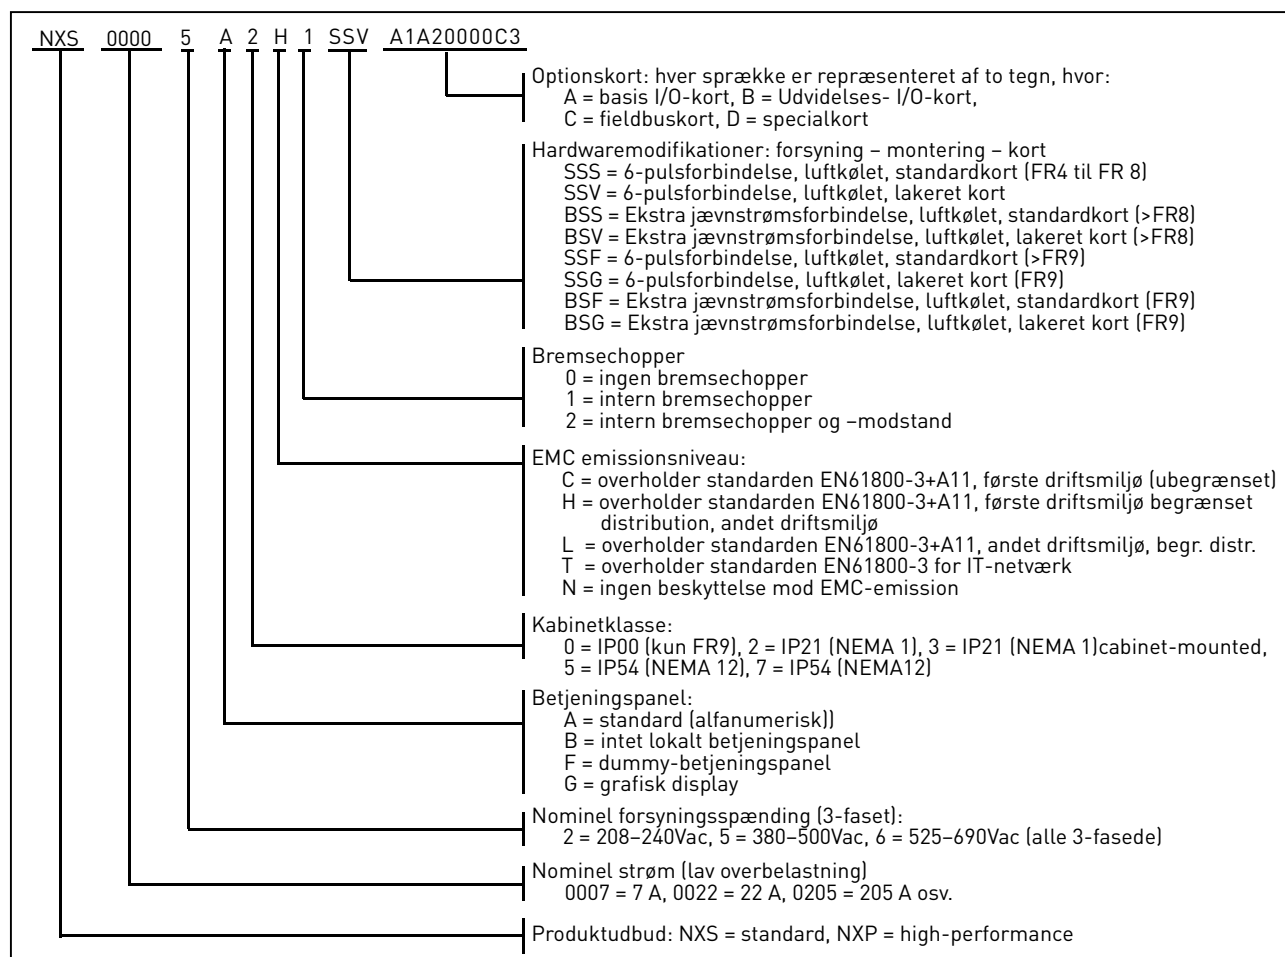 NXS 0000 5 A 2 H 1 SSV A1A20000C3
Optionskort: hver sprække er repræsenteret af to tegn, hvor:
A = basis I/O-kort, B = Udvidelses- I/O-kort,
C = fieldbuskort, D = specialkort
Hardwaremodifikationer: forsyning – montering – kort
SSS = 6-pulsforbindelse, luftkølet, standardkort (FR4 til FR 8)
SSV = 6-pulsforbindelse, luftkølet, lakeret kort
BSS = Ekstra jævnstrømsforbindelse, luftkølet, standardkort (>FR8)
BSV = Ekstra jævnstrømsforbindelse, luftkølet, lakeret kort (>FR8)
SSF = 6-pulsforbindelse, luftkølet, standardkort (>FR9)
SSG = 6-pulsforbindelse, luftkølet, lakeret kort (FR9)
BSF = Ekstra jævnstrømsforbindelse, luftkølet, standardkort (FR9)
BSG = Ekstra jævnstrømsforbindelse, luftkølet, lakeret kort (FR9)
Bremsechopper
0 = ingen bremsechopper
1 = intern bremsechopper
2 = intern bremsechopper og –modstand
EMC emissionsniveau:
C = overholder standarden EN61800-3+A11, første driftsmiljø (ubegrænset)
H = overholder standarden EN61800-3+A11, første driftsmiljø begrænset
distribution, andet driftsmiljø
L = overholder standarden EN61800-3+A11, andet driftsmiljø, begr. distr.
T = overholder standarden EN61800-3 for IT-netværk
N = ingen beskyttelse mod EMC-emission
Kabinetklasse:
0 = IP00 (kun FR9), 2 = IP21 (NEMA 1), 3 = IP21 (NEMA 1)cabinet-mounted,
5 = IP54 (NEMA 12), 7 = IP54 (NEMA12)
Betjeningspanel:
A = standard (alfanumerisk))
B = intet lokalt betjeningspanel
F = dummy-betjeningspanel
G = grafisk display
Nominel forsyningsspænding (3-faset):
2 = 208–240Vac, 5 = 380–500Vac, 6 = 525–690Vac (alle 3-fasede)
Nominel strøm (lav overbelastning)
0007 = 7 A, 0022 = 22 A, 0205 = 205 A osv.
Produktudbud: NXS = standard, NXP = high-performance